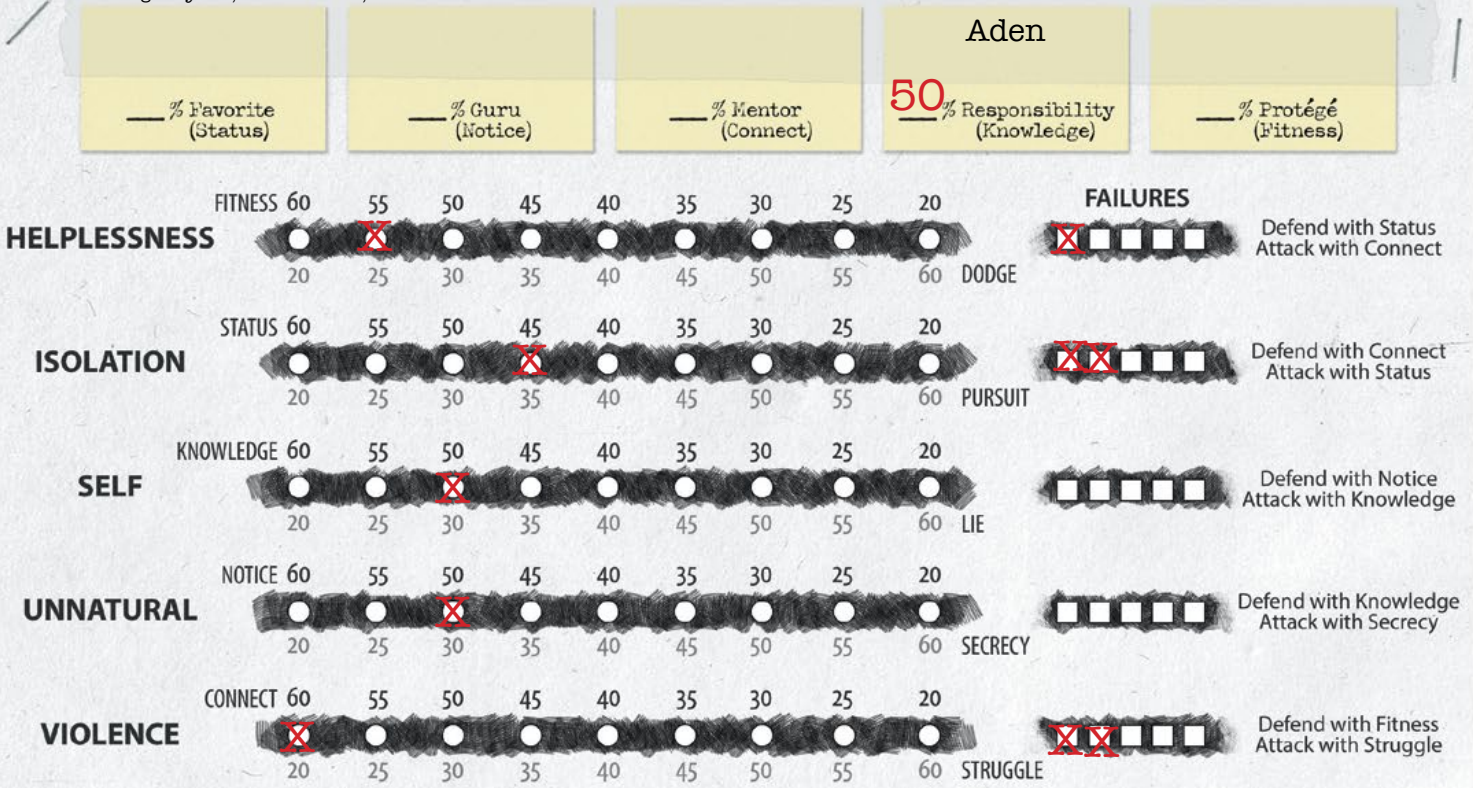 Aden
___ % Favorite
(Status)
___ % Guru
(Notice)
___ % Mentor
(Connect)
50
___ % Responsibility
(Knowledge)
___ % Protégé
(Fitness)
FITNESS 60 55 50 45 40 35 30 25 20
FAILURES
HELPLESSNESS
X
X
Defend with Status
Attack with Connect
20 25 30 35 40 45 50 55 60 DODGE
STATUS 60 55 50 45 40 35 30 25 20
ISOLATION
X
X X
Defend with Connect
Attack with Status
20 25 30 35 40 45 50 55 60 PURSUIT
KNOWLEDGE 60 55 50 45 40 35 30 25 20
SELF
X
Defend with Notice
Attack with Knowledge
20 25 30 35 40 45 50 55 60 LIE
NOTICE 60 55 50 45 40 35 30 25 20
UNNATURAL
X
Defend with Knowledge
Attack with Secrecy
20 25 30 35 40 45 50 55 60 SECRECY
CONNECT 60 55 50 45 40 35 30 25 20
VIOLENCE
X
X X
Defend with Fitness
Attack with Struggle
20 25 30 35 40 45 50 55 60 STRUGGLE